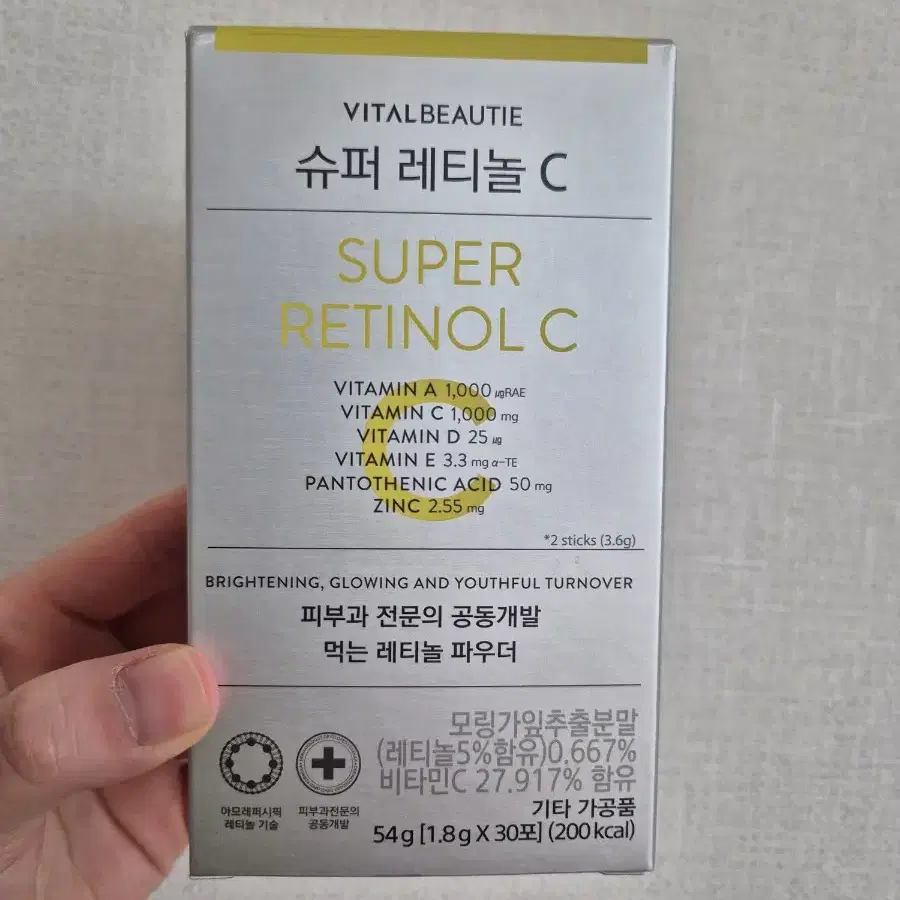 VITALBEAUTIE
슈퍼 레티놀 C
SUPER
RETINOL C
VITAMIN A 1,000 ㎍RAE
VITAMIN C 1,000 mg
VITAMIN D 25 ㎍
VITAMIN E 3.3 mg α-TE
PANTOTHENIC ACID 50 mg
ZINC 2.55 mg
C
*2 sticks (3.6g)
BRIGHTENING, GLOWING AND YOUTHFUL TURNOVER
피부과 전문의 공동개발
먹는 레티놀 파우더
모링가잎추출분말
(레티놀5%함유)0.667%
비타민C 27.917% 함유
기타 가공품
54g [1.8g X 30포] (200kcal)
아모레퍼시픽
레티놀 기술
피부과전문의
공동개발